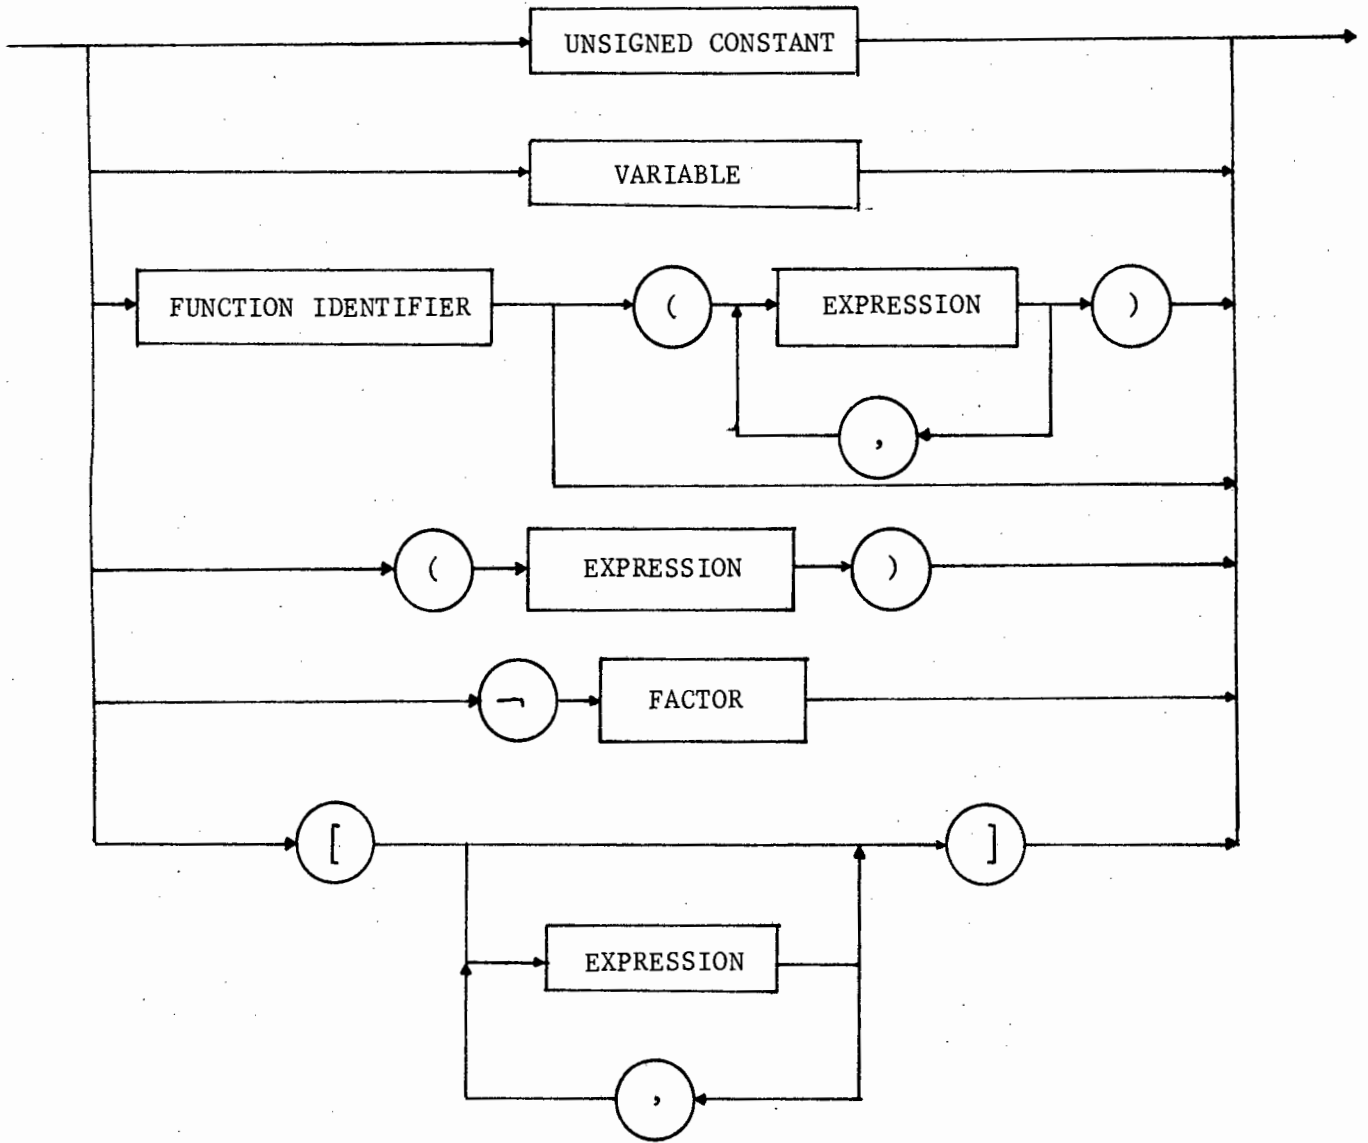 UNSIGNED CONSTANT
VARIABLE
FUNCTION IDENTIFIER ( EXPRESSION )
,
( EXPRESSION )
¬ FACTOR
[ ]
EXPRESSION
,